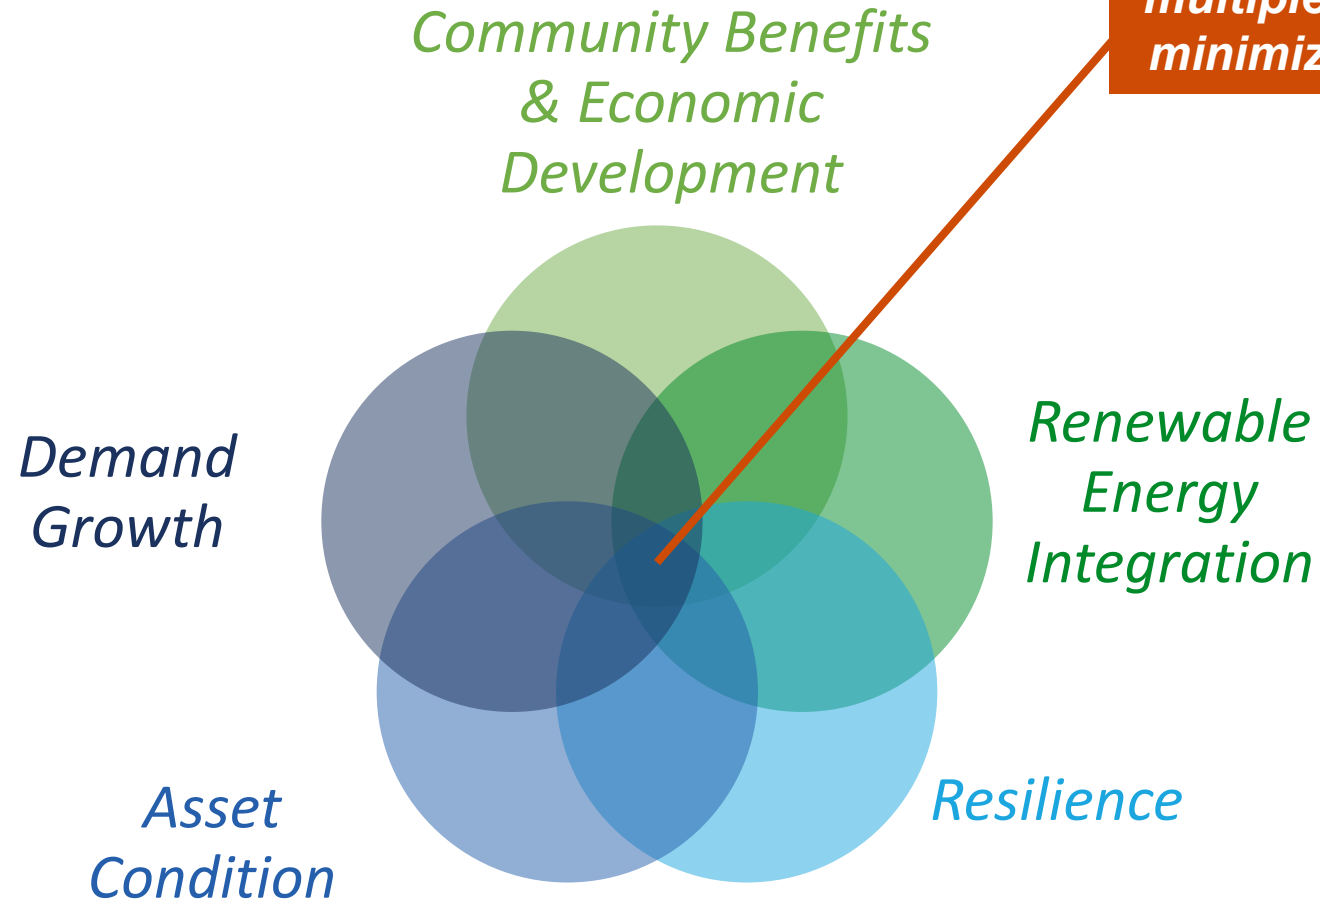 Community Benefits
& Economic
Development
Renewable
Energy
Integration
Demand
Growth
Resilience
Asset
Condition